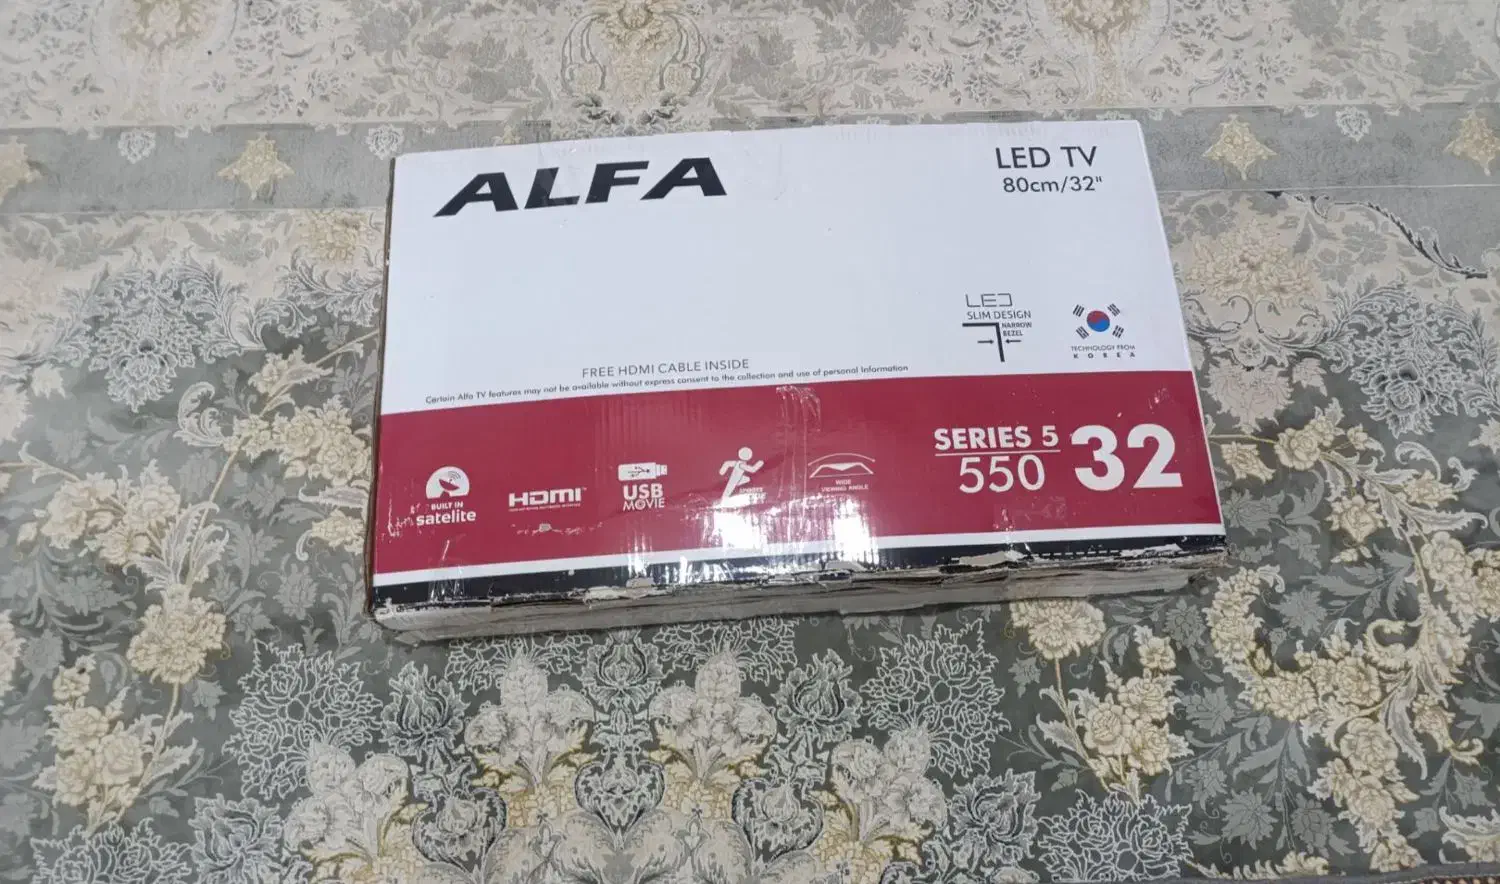 ALFA
LED TV
80cm/32"
LED
SLIM DESIGN
NARROW
BEZEL
TECHNOLOGY FROM
KOREA
FREE HDMI CABLE INSIDE
Certain Alfa TV features may not be available without express consent to the collection and use of personal Information
BUILT IN
satelite
HDMI
USB
MOVIE
SPORTS
WIDE
VIEWING ANGLE
SERIES 5
550
32